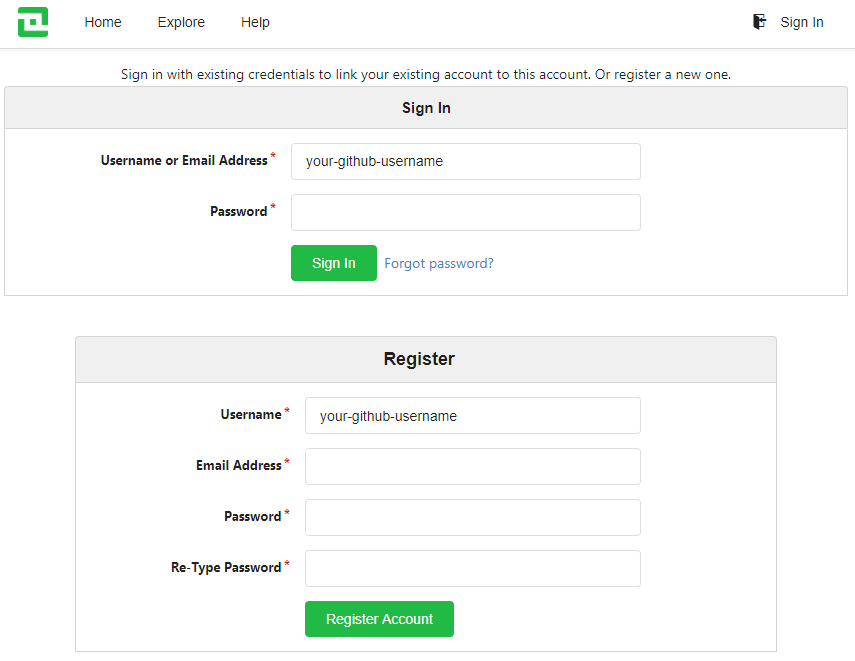 Home Explore Help Sign In
Sign in with existing credentials to link your existing account to this account. Or register a new one.
Sign In
Username or Email Address* your-github-username
Password*
Sign In Forgot password?
Register
Username* your-github-username
Email Address*
Password*
Re-Type Password*
Register Account